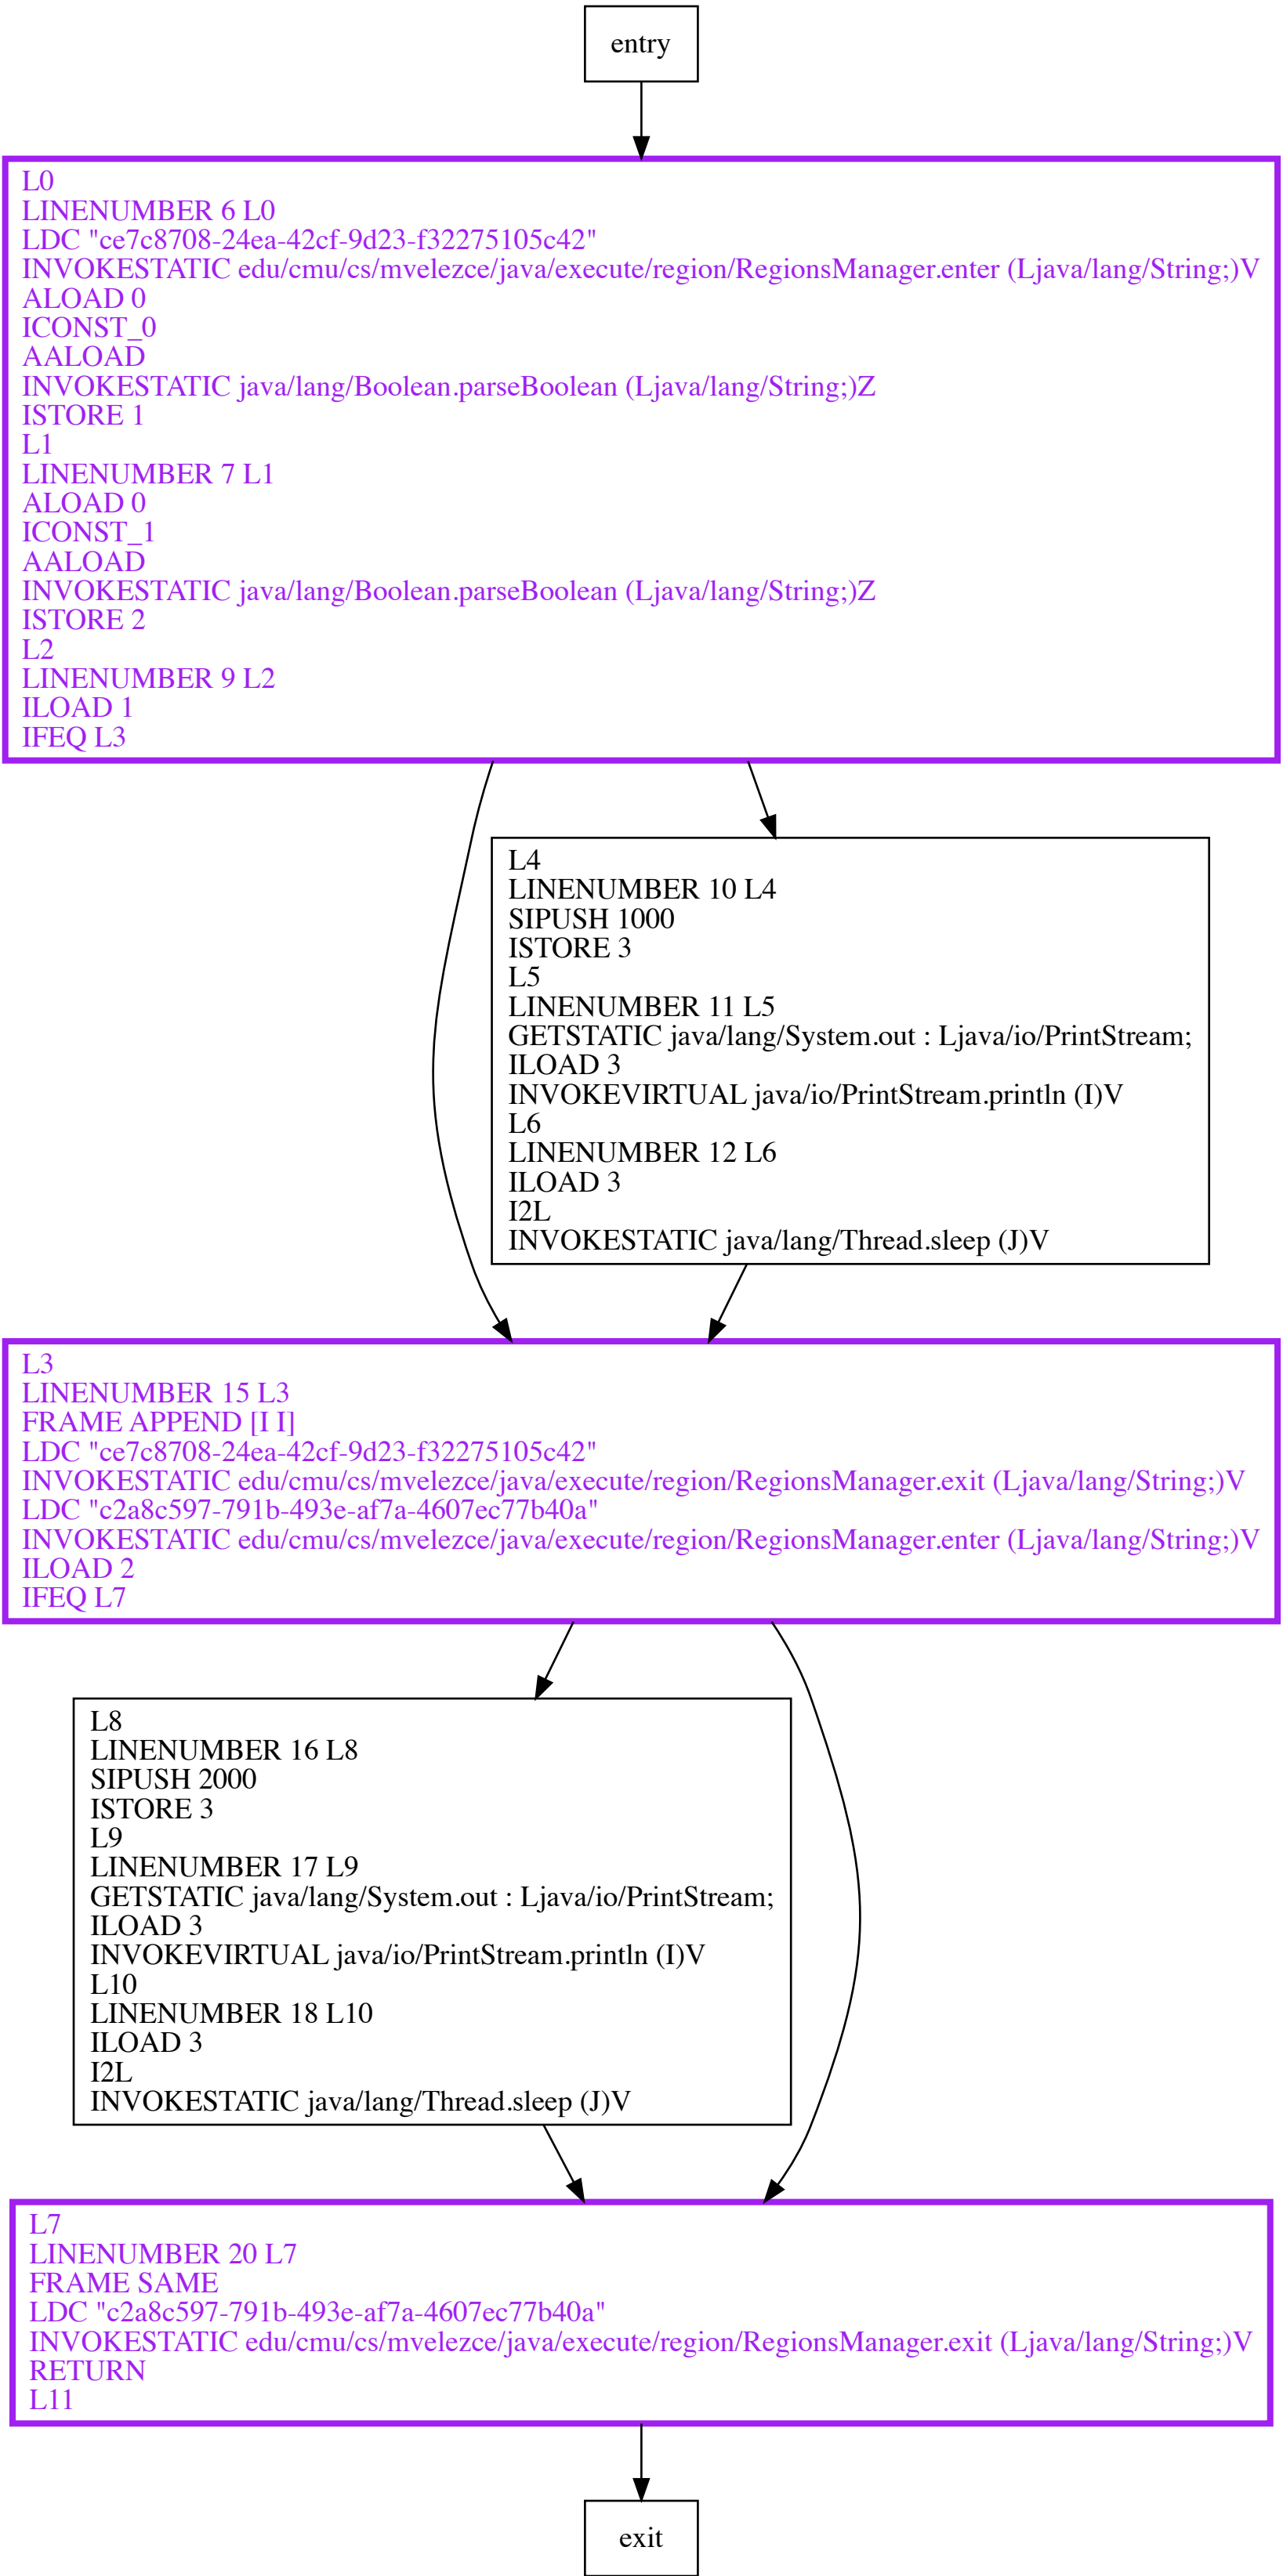 entry
L0
LINENUMBER 6 L0
LDC "ce7c8708-24ea-42cf-9d23-f32275105c42"
INVOKESTATIC edu/cmu/cs/mvelezce/java/execute/region/RegionsManager.enter (Ljava/lang/String;)V
ALOAD 0
ICONST_0
AALOAD
INVOKESTATIC java/lang/Boolean.parseBoolean (Ljava/lang/String;)Z
ISTORE 1
L1
LINENUMBER 7 L1
ALOAD 0
ICONST_1
AALOAD
INVOKESTATIC java/lang/Boolean.parseBoolean (Ljava/lang/String;)Z
ISTORE 2
L2
LINENUMBER 9 L2
ILOAD 1
IFEQ L3
L4
LINENUMBER 10 L4
SIPUSH 1000
ISTORE 3
L5
LINENUMBER 11 L5
GETSTATIC java/lang/System.out : Ljava/io/PrintStream;
ILOAD 3
INVOKEVIRTUAL java/io/PrintStream.println (I)V
L6
LINENUMBER 12 L6
ILOAD 3
I2L
INVOKESTATIC java/lang/Thread.sleep (J)V
L3
LINENUMBER 15 L3
FRAME APPEND [I I]
LDC "ce7c8708-24ea-42cf-9d23-f32275105c42"
INVOKESTATIC edu/cmu/cs/mvelezce/java/execute/region/RegionsManager.exit (Ljava/lang/String;)V
LDC "c2a8c597-791b-493e-af7a-4607ec77b40a"
INVOKESTATIC edu/cmu/cs/mvelezce/java/execute/region/RegionsManager.enter (Ljava/lang/String;)V
ILOAD 2
IFEQ L7
L8
LINENUMBER 16 L8
SIPUSH 2000
ISTORE 3
L9
LINENUMBER 17 L9
GETSTATIC java/lang/System.out : Ljava/io/PrintStream;
ILOAD 3
INVOKEVIRTUAL java/io/PrintStream.println (I)V
L10
LINENUMBER 18 L10
ILOAD 3
I2L
INVOKESTATIC java/lang/Thread.sleep (J)V
L7
LINENUMBER 20 L7
FRAME SAME
LDC "c2a8c597-791b-493e-af7a-4607ec77b40a"
INVOKESTATIC edu/cmu/cs/mvelezce/java/execute/region/RegionsManager.exit (Ljava/lang/String;)V
RETURN
L11
exit